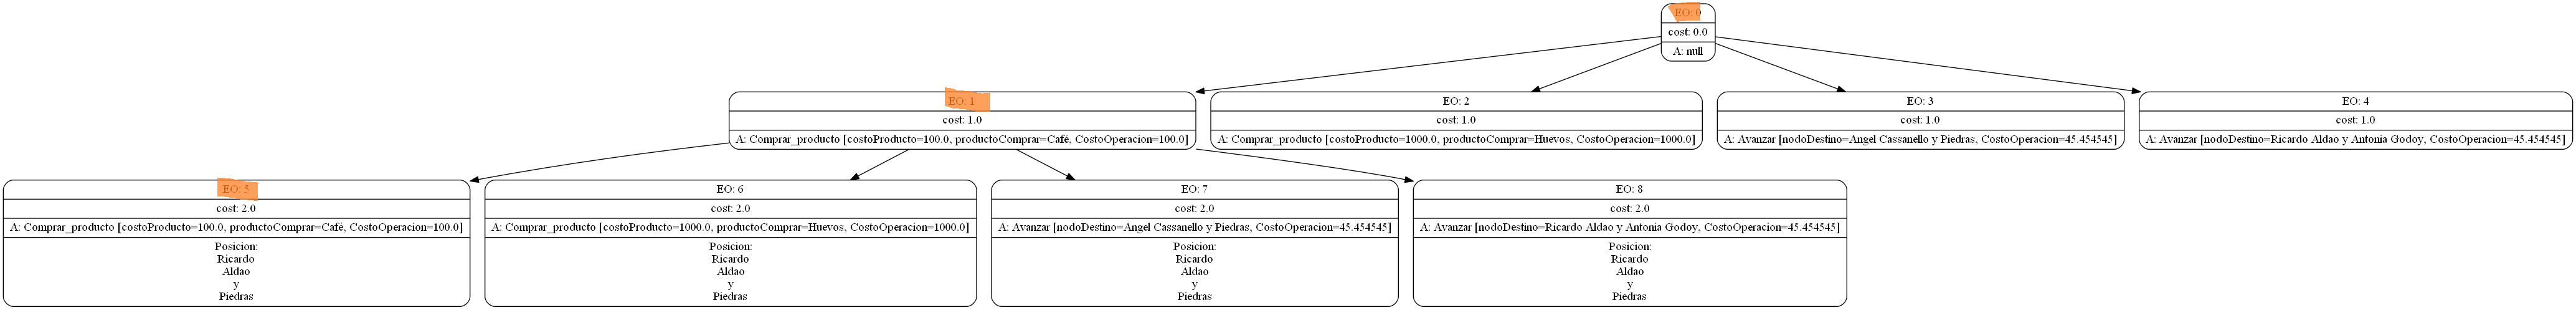 EO: 0
cost: 0.0
A: null
EO: 1
cost: 1.0
A: Comprar_producto [costoProducto=100.0, productoComprar=Café, CostoOperacion=100.0]
EO: 2
cost: 1.0
A: Comprar_producto [costoProducto=1000.0, productoComprar=Huevos, CostoOperacion=1000.0]
EO: 3
cost: 1.0
A: Avanzar [nodoDestino=Angel Cassanello y Piedras, CostoOperacion=45.454545]
EO: 4
cost: 1.0
A: Avanzar [nodoDestino=Ricardo Aldao y Antonia Godoy, CostoOperacion=45.454545]
EO: 5
cost: 2.0
A: Comprar_producto [costoProducto=100.0, productoComprar=Café, CostoOperacion=100.0]
Posicion:
Ricardo
Aldao
y
Piedras
EO: 6
cost: 2.0
A: Comprar_producto [costoProducto=1000.0, productoComprar=Huevos, CostoOperacion=1000.0]
Posicion:
Ricardo
Aldao
y
Piedras
EO: 7
cost: 2.0
A: Avanzar [nodoDestino=Angel Cassanello y Piedras, CostoOperacion=45.454545]
Posicion:
Ricardo
Aldao
y
Piedras
EO: 8
cost: 2.0
A: Avanzar [nodoDestino=Ricardo Aldao y Antonia Godoy, CostoOperacion=45.454545]
Posicion:
Ricardo
Aldao
y
Piedras